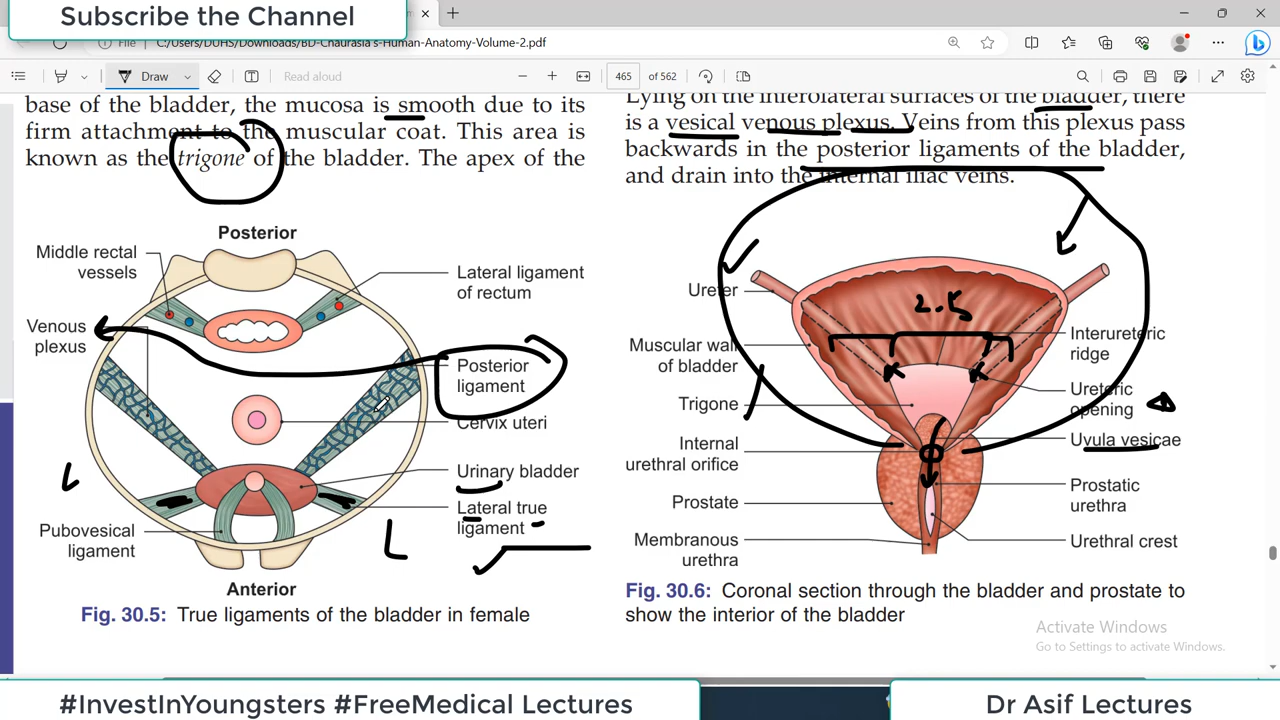 Subscribe the Channel
File
C:/Users/DUHS/Downloads/BD-Chaurasia's-Human-Anatomy-Volume-2.pdf
Draw
Read aloud
465
of 562
base of the bladder, the mucosa is smooth due to its
firm attachment to the muscular coat. This area is
known as the trigone of the bladder. The apex of the
Lying on the inferolateral surfaces of the bladder, there
is a vesical venous plexus. Veins from this plexus pass
backwards in the posterior ligaments of the bladder,
and drain into the internal iliac veins.
Posterior
Middle rectal
vessels
Lateral ligament
of rectum
Venous
plexus
Posterior
ligament
Cervix uteri
Urinary bladder
Lateral true
ligament
Pubovesical
ligament
Anterior
L
L
Fig. 30.5: True ligaments of the bladder in female
2.5
Ureter
Interureteric
ridge
Muscular wall
of bladder
Ureteric
opening
Trigone
Uvula vesicae
Internal
urethral orifice
Prostatic
urethra
Prostate
Urethral crest
Membranous
urethra
Fig. 30.6: Coronal section through the bladder and prostate to
show the interior of the bladder
Activate Windows
Go to Settings to activate Windows.
#InvestInYoungsters #FreeMedical Lectures
Dr Asif Lectures